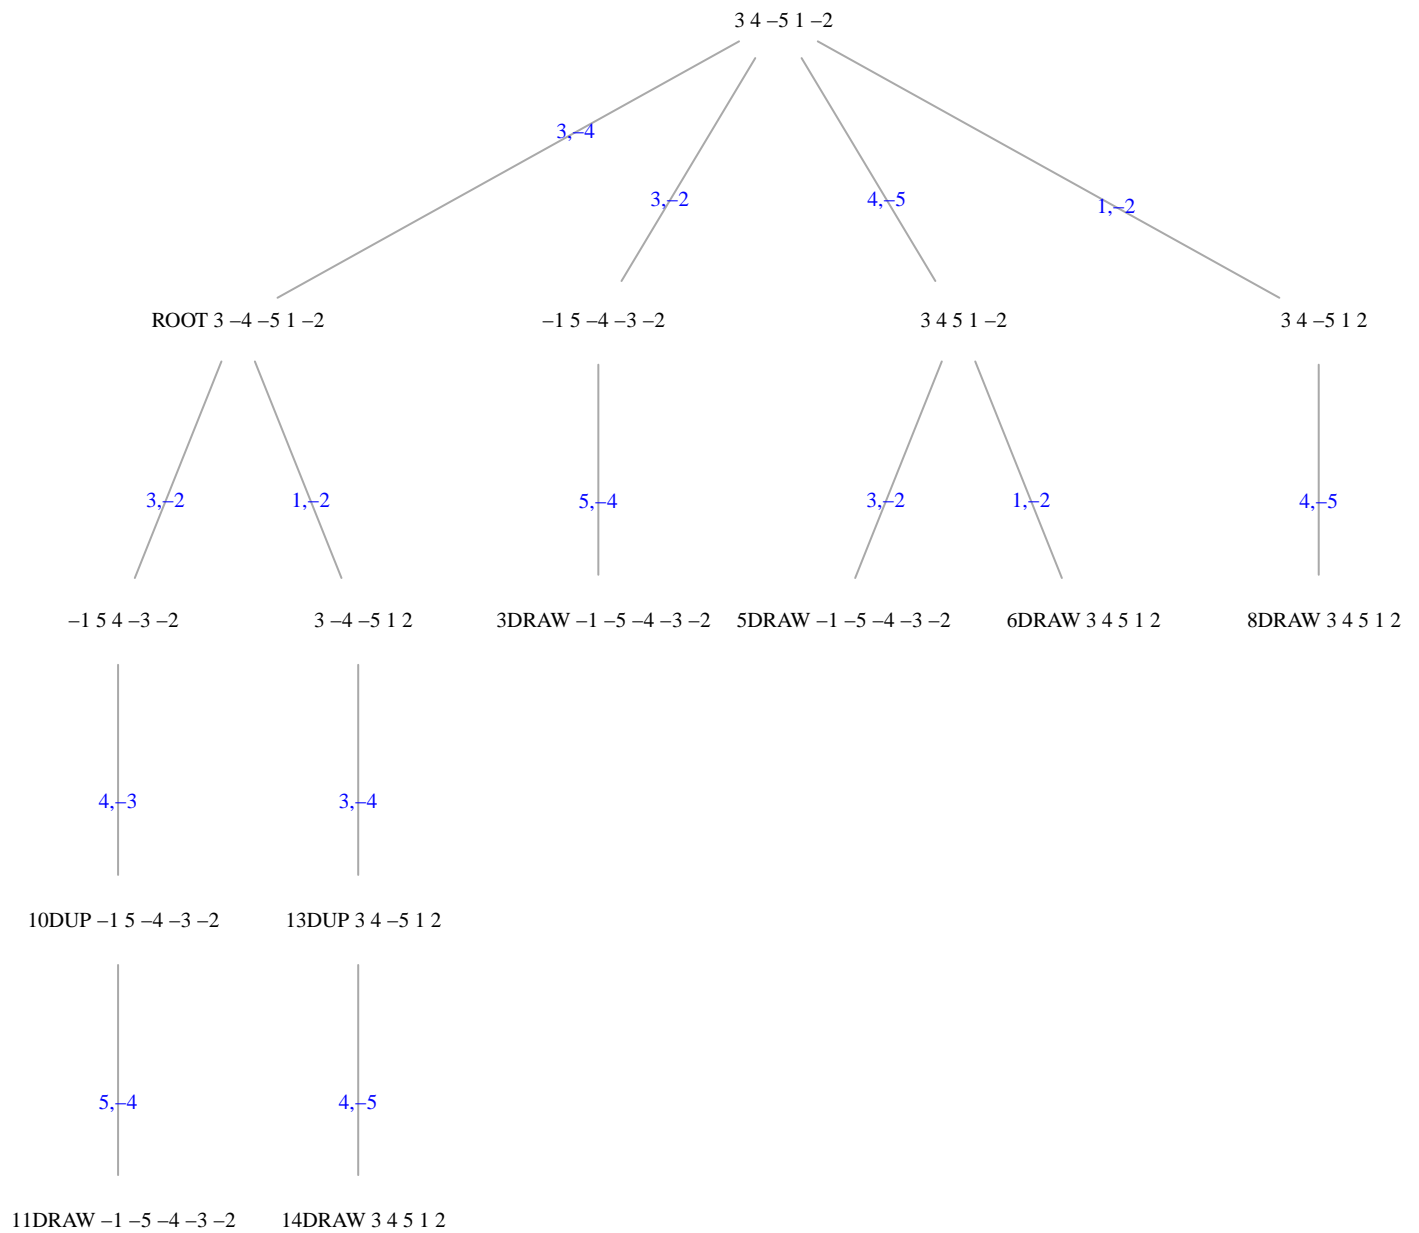 3 4 –5 1 –2
3,–4
3,–2
4,–5
1,–2
ROOT 3 –4 –5 1 –2
–1 5 –4 –3 –2
3 4 5 1 –2
3 4 –5 1 2
3,–2
1,–2
5,–4
3,–2
1,–2
4,–5
–1 5 4 –3 –2
3 –4 –5 1 2
3DRAW –1 –5 –4 –3 –2
5DRAW –1 –5 –4 –3 –2
6DRAW 3 4 5 1 2
8DRAW 3 4 5 1 2
4,–3
3,–4
10DUP –1 5 –4 –3 –2
13DUP 3 4 –5 1 2
5,–4
4,–5
11DRAW –1 –5 –4 –3 –2
14DRAW 3 4 5 1 2